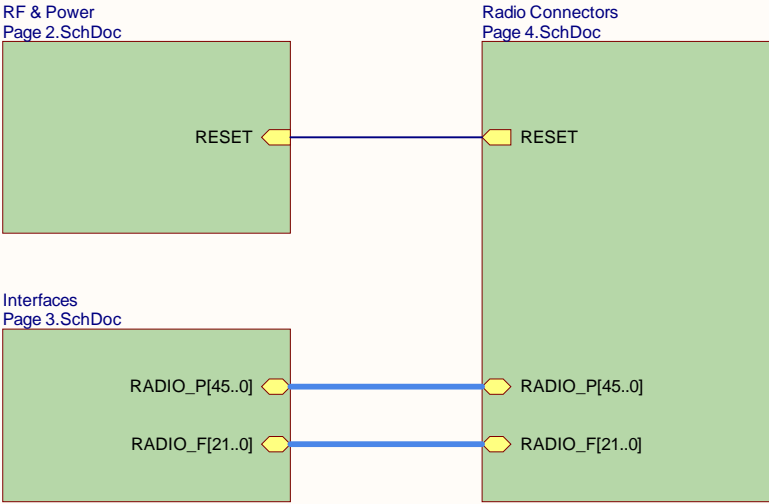 RF & Power
Page 2.SchDoc
RESET
Radio Connectors
Page 4.SchDoc
RESET
Interfaces
Page 3.SchDoc
RADIO_P[45..0]
RADIO_P[45..0]
RADIO_F[21..0]
RADIO_F[21..0]